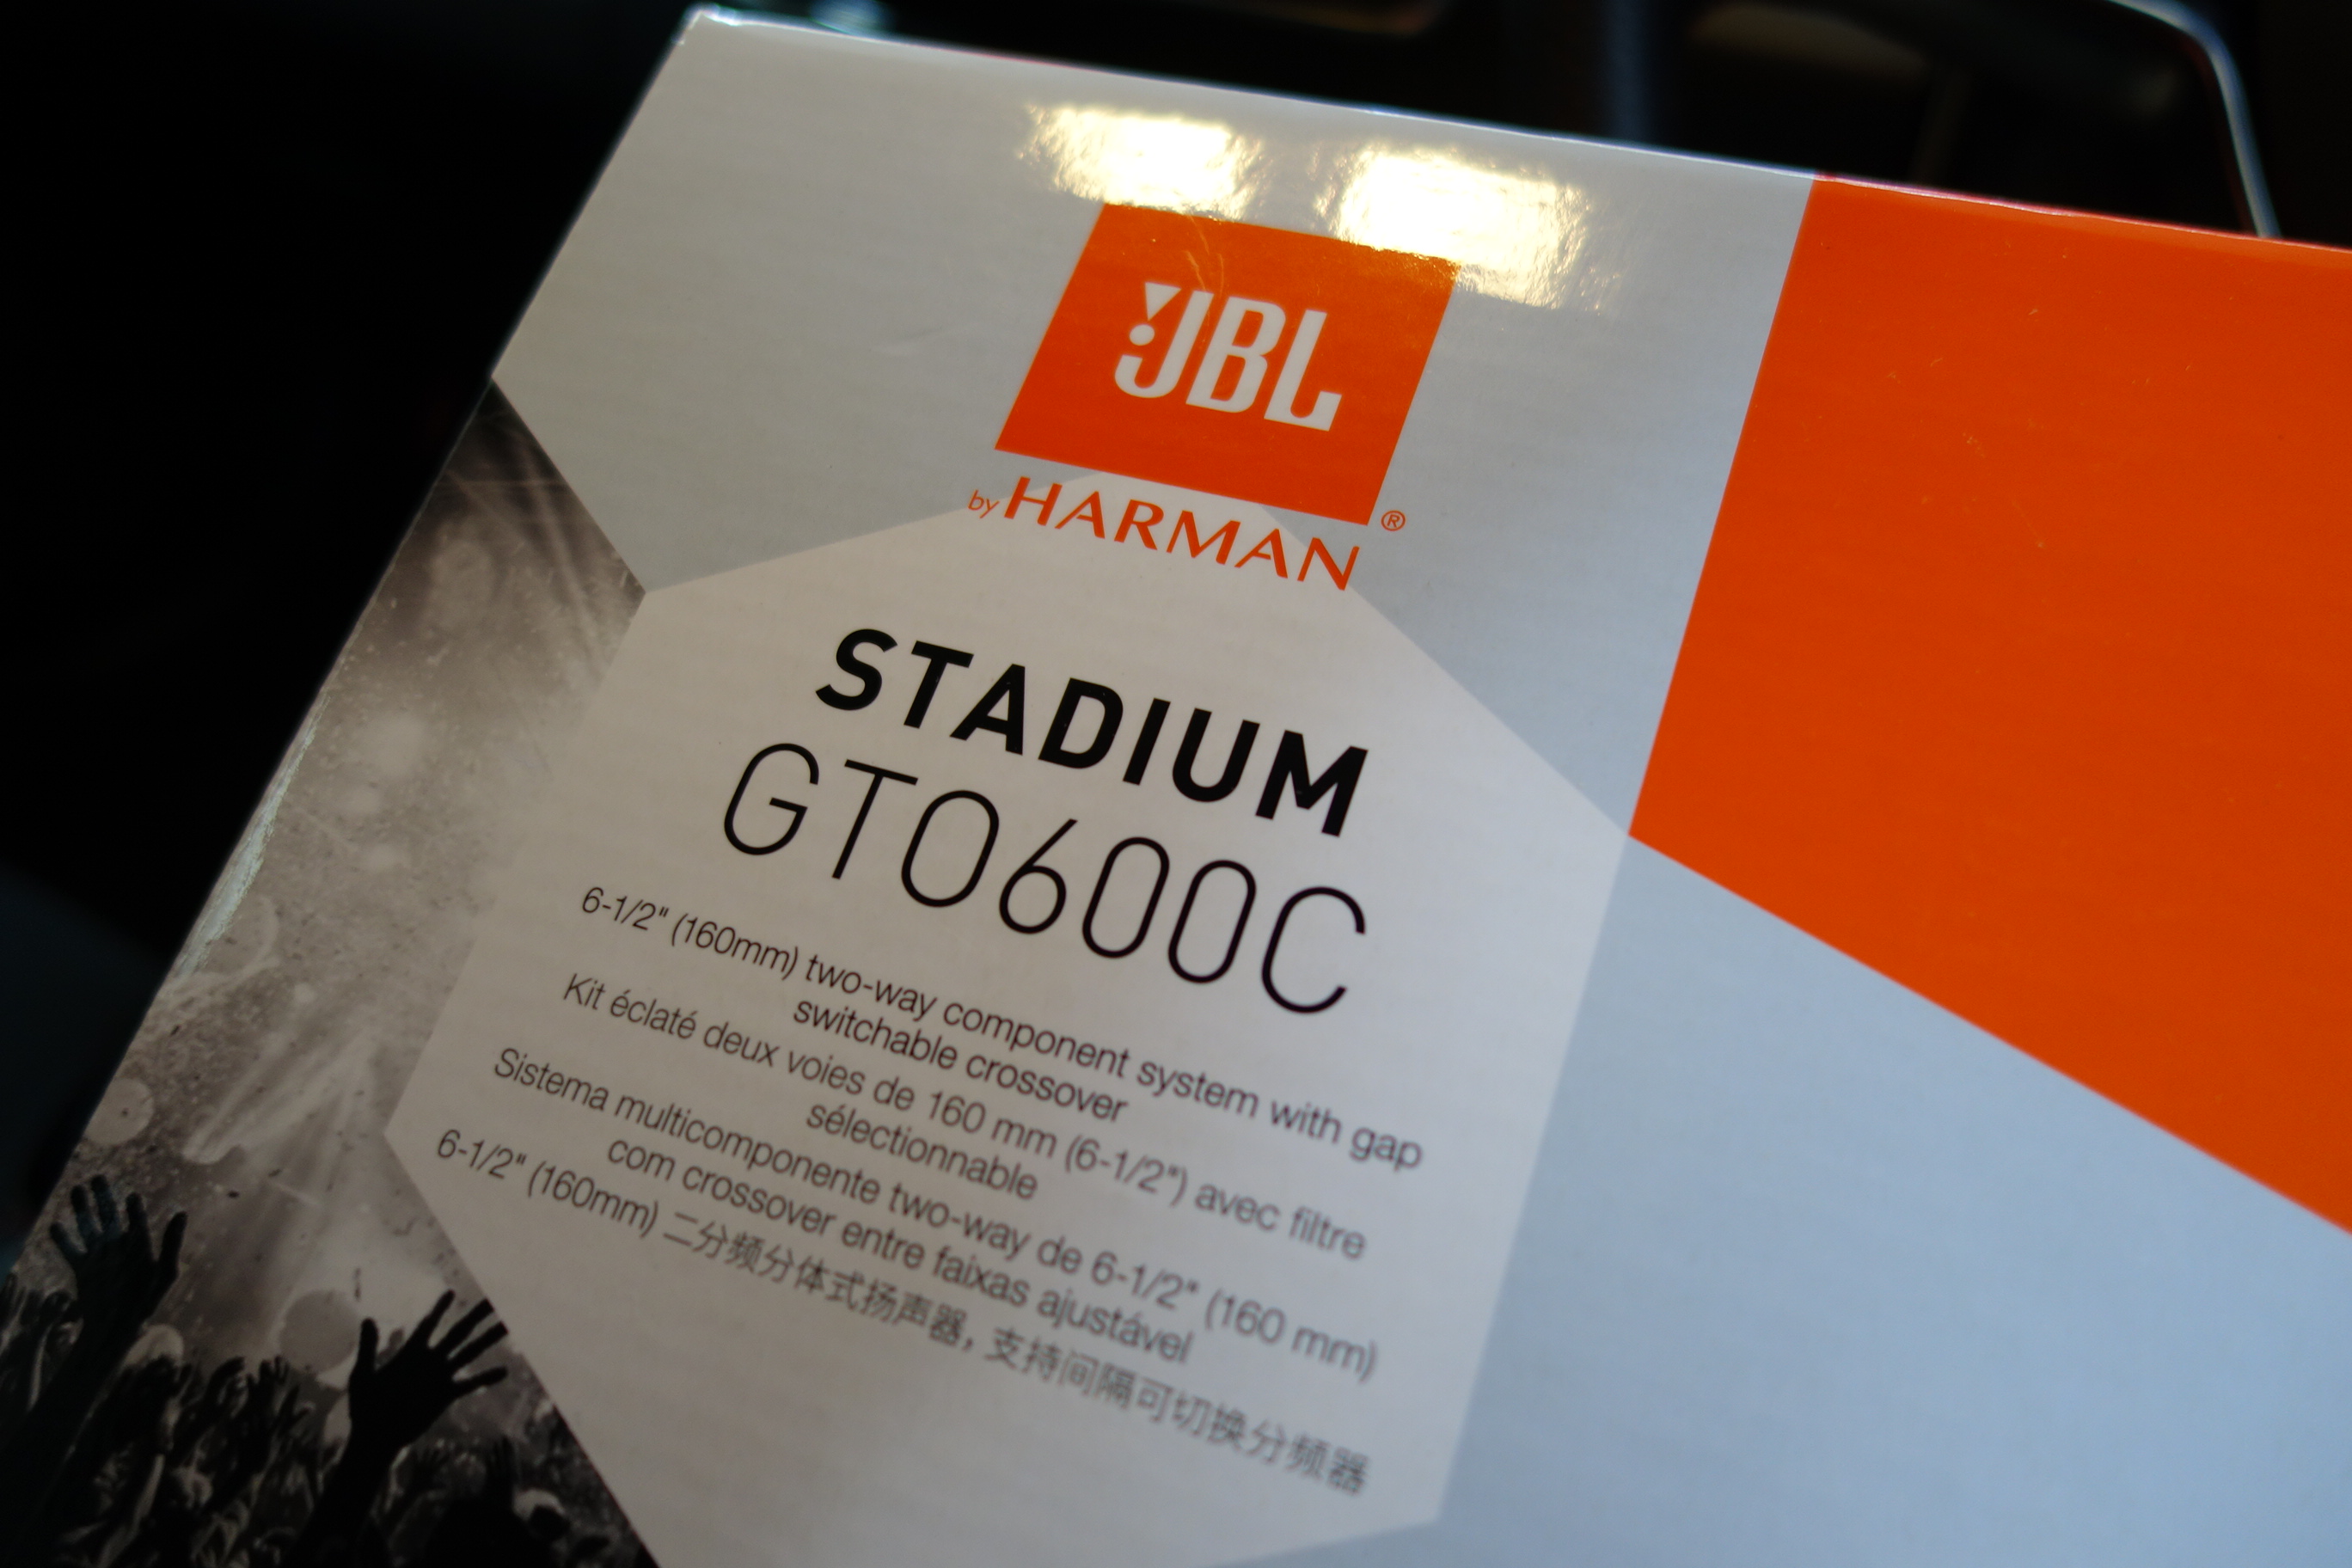 JBL
by HARMAN ®
STADIUM
GTO600C
6-1/2" (160mm) two-way component system with gap
switchable crossover
Kit éclaté deux voies de 160 mm (6-1/2") avec filtre
sélectionnable
Sistema multicomponente two-way de 6-1/2" (160 mm)
com crossover entre faixas ajustável
6-1/2" (160mm) 二分频分体式扬声器, 支持间隔可切换分频器